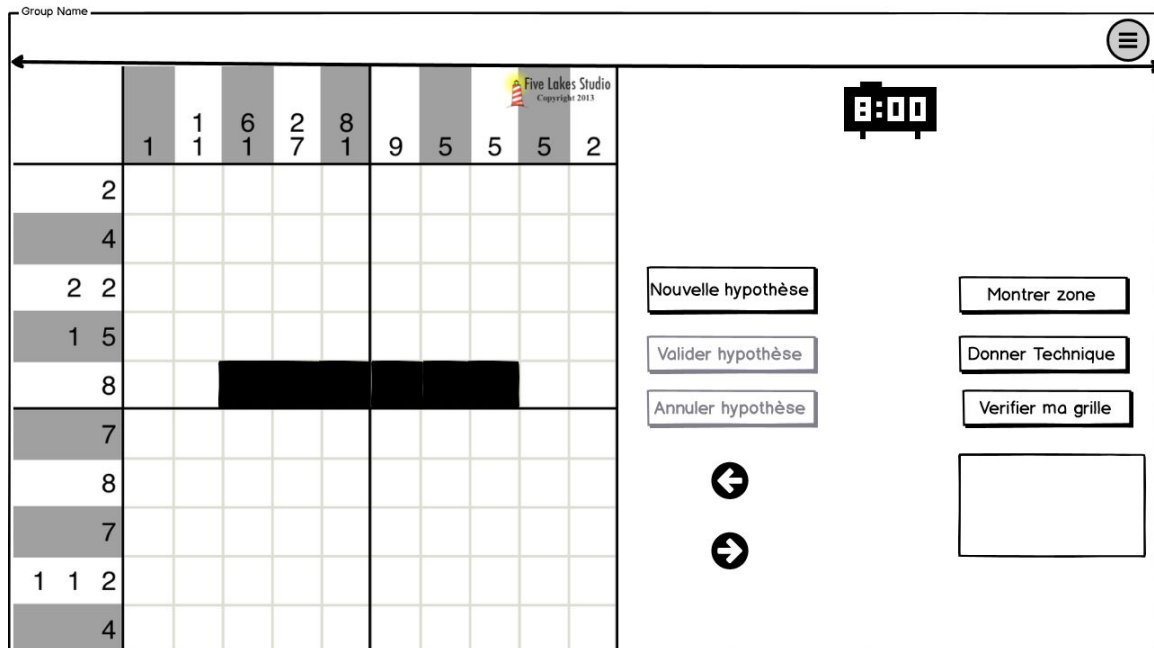 Group Name
Five Lakes Studio
Copyright 2013
8:00
1 6 2 8
1 1 1 7 1 9 5 5 5 2
2
4
2 2
1 5
8
7
8
7
1 1 2
4
Nouvelle hypothèse
Valider hypothèse
Annuler hypothèse
Montrer zone
Donner Technique
Verifier ma grille